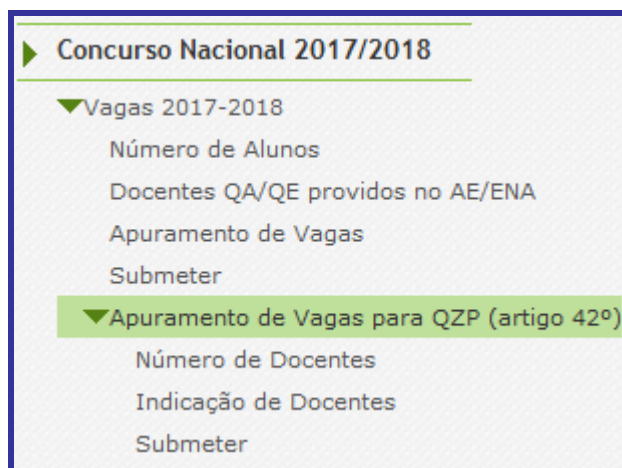 Concurso Nacional 2017/2018
Vagas 2017-2018
Número de Alunos
Docentes QA/QE providos no AE/ENA
Apuramento de Vagas
Submeter
Apuramento de Vagas para QZP (artigo 42º)
Número de Docentes
Indicação de Docentes
Submeter